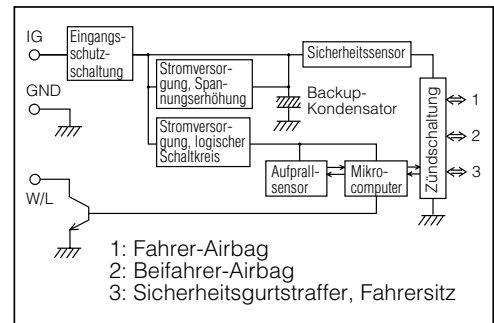 IG
Eingangs-
schutz-
schaltung
Sicherheitssensor
Stromversor-
gung, Span-
nungserhöhung
Backup-
Kondensator
GND
Stromversor-
gung, logischer
Schaltkreis
Zündschaltung
1
2
3
Aufprall-
sensor
Mikro-
computer
W/L
1: Fahrer-Airbag
2: Beifahrer-Airbag
3: Sicherheitsgurtstraffer, Fahrersitz